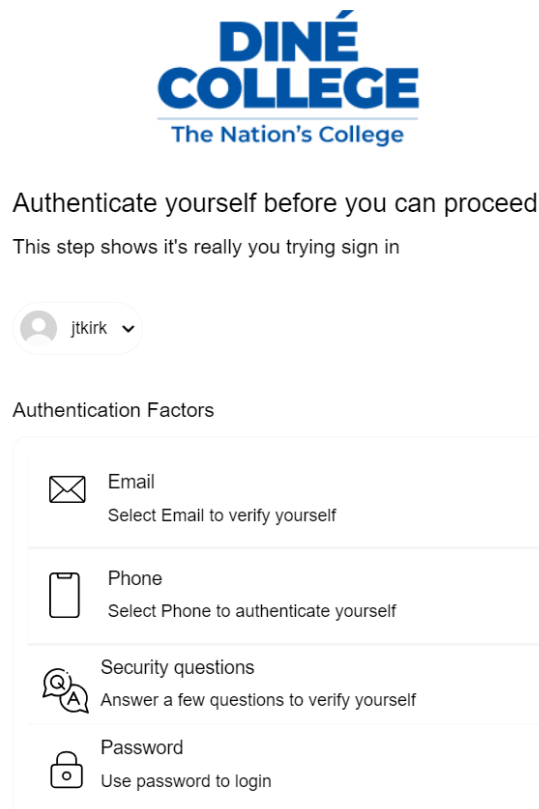 DINÉ
COLLEGE
The Nation's College
Authenticate yourself before you can proceed
This step shows it's really you trying sign in
jtkirk
Authentication Factors
Email
Select Email to verify yourself
Phone
Select Phone to authenticate yourself
Security questions
Q
A
Answer a few questions to verify yourself
Password
Use password to login